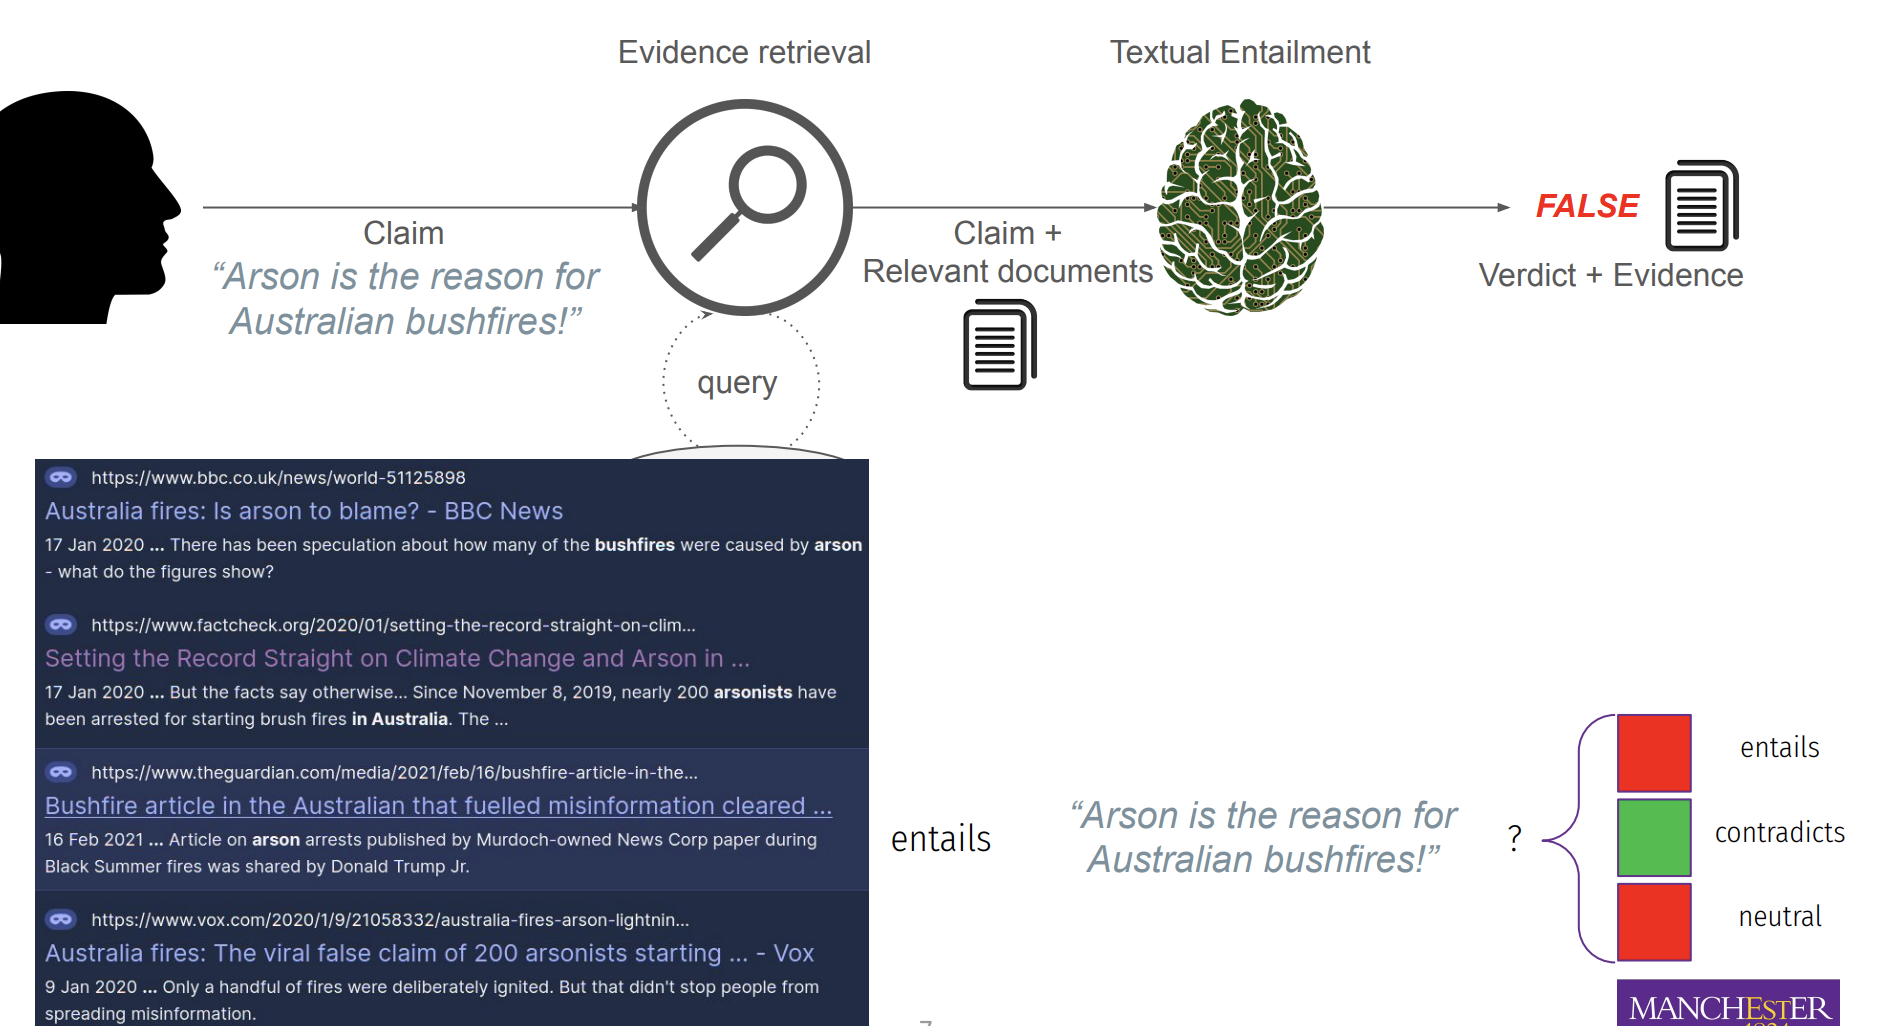 Evidence retrieval
Textual Entailment
Claim
“Arson is the reason for
Australian bushfires!”
Claim +
Relevant documents
FALSE
Verdict + Evidence
query
https://www.bbc.co.uk/news/world-51125898
Australia fires: Is arson to blame? - BBC News
17 Jan 2020 ... There has been speculation about how many of the bushfires were caused by arson
- what do the figures show?
https://www.factcheck.org/2020/01/setting-the-record-straight-on-clim...
Setting the Record Straight on Climate Change and Arson in ...
17 Jan 2020 ... But the facts say otherwise... Since November 8, 2019, nearly 200 arsonists have
been arrested for starting brush fires in Australia. The ...
https://www.theguardian.com/media/2021/feb/16/bushfire-article-in-the...
Bushfire article in the Australian that fuelled misinformation cleared ...
16 Feb 2021 ... Article on arson arrests published by Murdoch-owned News Corp paper during
Black Summer fires was shared by Donald Trump Jr.
https://www.vox.com/2020/1/9/21058332/australia-fires-arson-lightnin...
Australia fires: The viral false claim of 200 arsonists starting ... - Vox
9 Jan 2020 ... Only a handful of fires were deliberately ignited. But that didn't stop people from
spreading misinformation.
entails
“Arson is the reason for
Australian bushfires!”
?
entails
contradicts
neutral
MANCHESTER